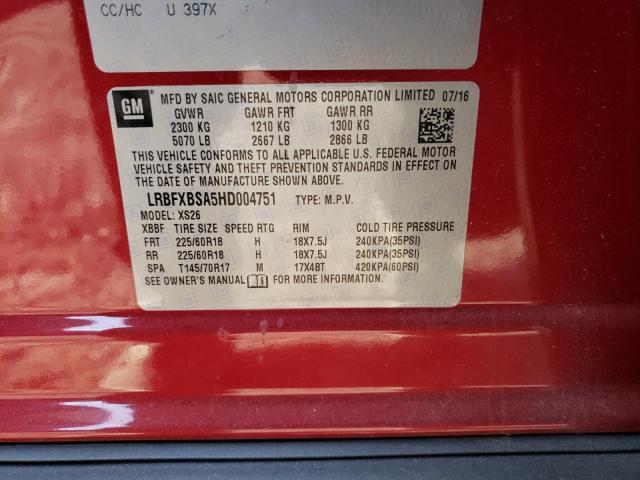 CC/HC U 397X
GM MFD BY SAIC GENERAL MOTORS CORPORATION LIMITED 07/16
GVWR GAWR FRT GAWR RR
2300 KG 1210 KG 1300 KG
5070 LB 2667 LB 2866 LB
THIS VEHICLE CONFORMS TO ALL APPLICABLE U.S. FEDERAL MOTOR
VEHICLE SAFETY AND THEFT PREVENTION STANDARDS IN EFFECT ON
THE DATE OF MANUFACTURE SHOWN ABOVE.
LRBFXBSA5HD004751 TYPE: M.P.V.
MODEL: XS26
XBBF TIRE SIZE SPEED RTG RIM COLD TIRE PRESSURE
FRT 225/60R18 H 18X7.5J 240KPA(35PSI)
RR 225/60R18 H 18X7.5J 240KPA(35PSI)
SPA T145/70R17 M 17X4BT 420KPA(60PSI)
SEE OWNER'S MANUAL FOR MORE INFORMATION.